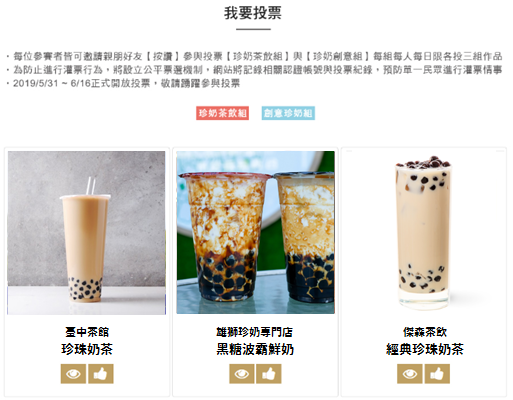 我要投票
・每位參賽者皆可邀請親朋好友【按讚】參與投票【珍奶茶飲組】與【珍奶創意組】每組每人每日限各投三組作品
・為防止進行灌票行為，將設立公平票選機制，網站將記錄相關認證帳號與投票紀錄，預防單一民眾進行灌票情事
・2019/5/31 ~ 6/16正式開放投票，敬請踴躍參與投票
珍奶茶飲組 創意珍奶組
臺中茶館
珍珠奶茶
雄獅珍奶專門店
黑糖波霸鮮奶
傑森茶飲
經典珍珠奶茶